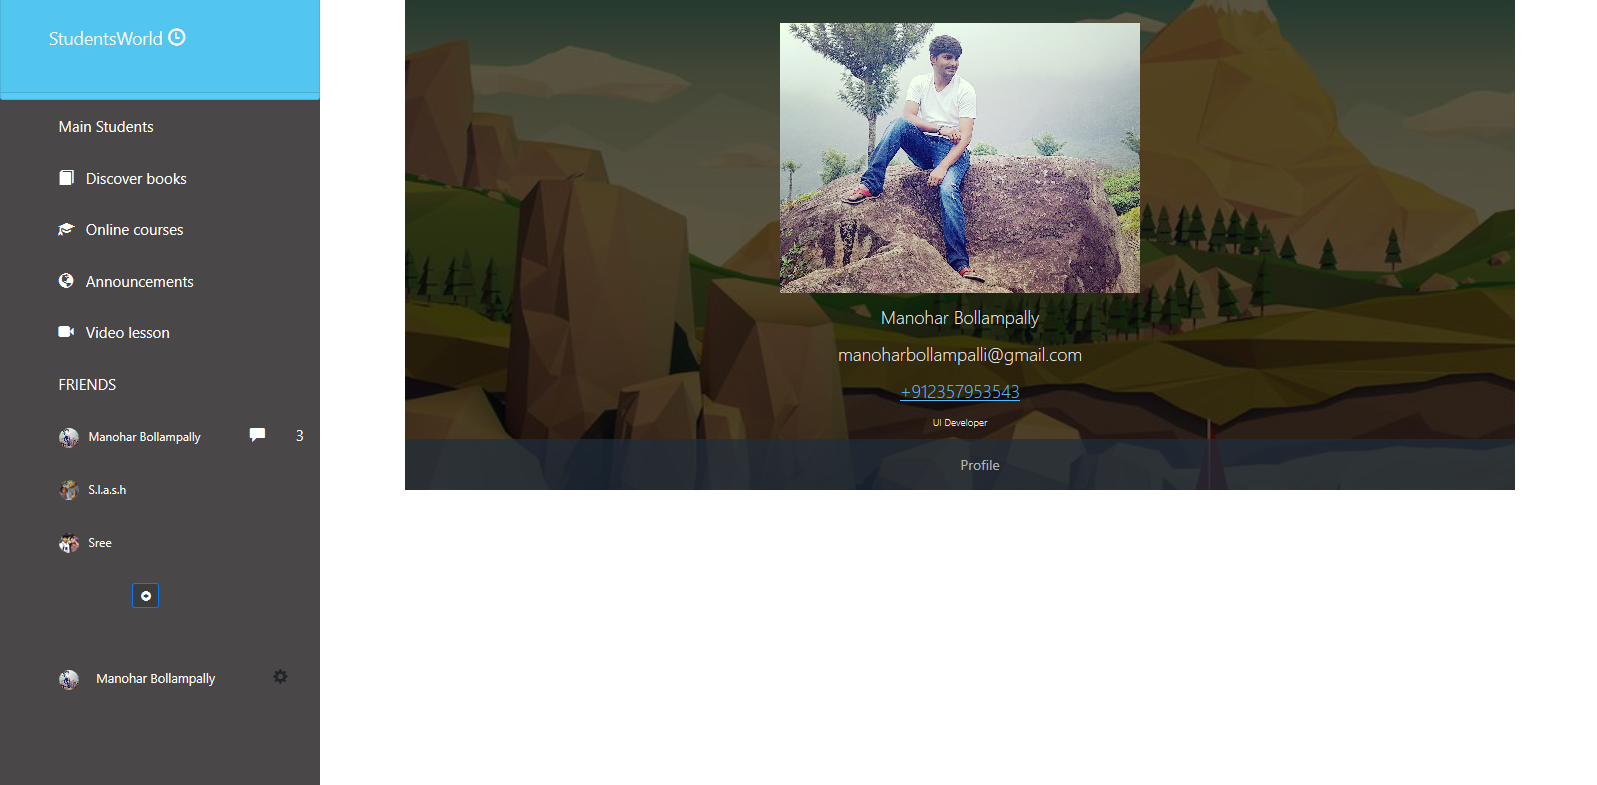 StudentsWorld
Main Students
Discover books
Online courses
Announcements
Video lesson
FRIENDS
Manohar Bollampally 3
S.l.a.s.h
Sree
Manohar Bollampally
Manohar Bollampally
manoharbollampalli@gmail.com
+912357953543
UI Developer
Profile